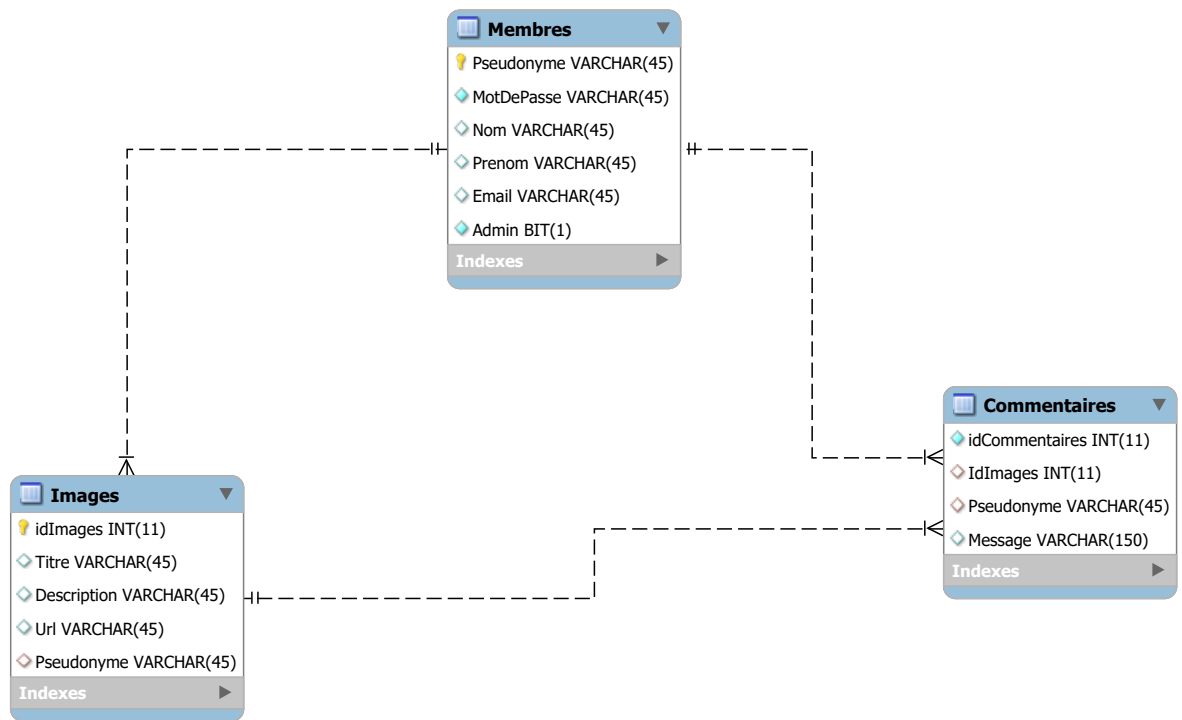 Membres
Pseudonyme VARCHAR(45)
MotDePasse VARCHAR(45)
Nom VARCHAR(45)
Prenom VARCHAR(45)
Email VARCHAR(45)
Admin BIT(1)
Indexes
Commentaires
idCommentaires INT(11)
IdImages INT(11)
Pseudonyme VARCHAR(45)
Message VARCHAR(150)
Indexes
Images
idImages INT(11)
Titre VARCHAR(45)
Description VARCHAR(45)
Url VARCHAR(45)
Pseudonyme VARCHAR(45)
Indexes